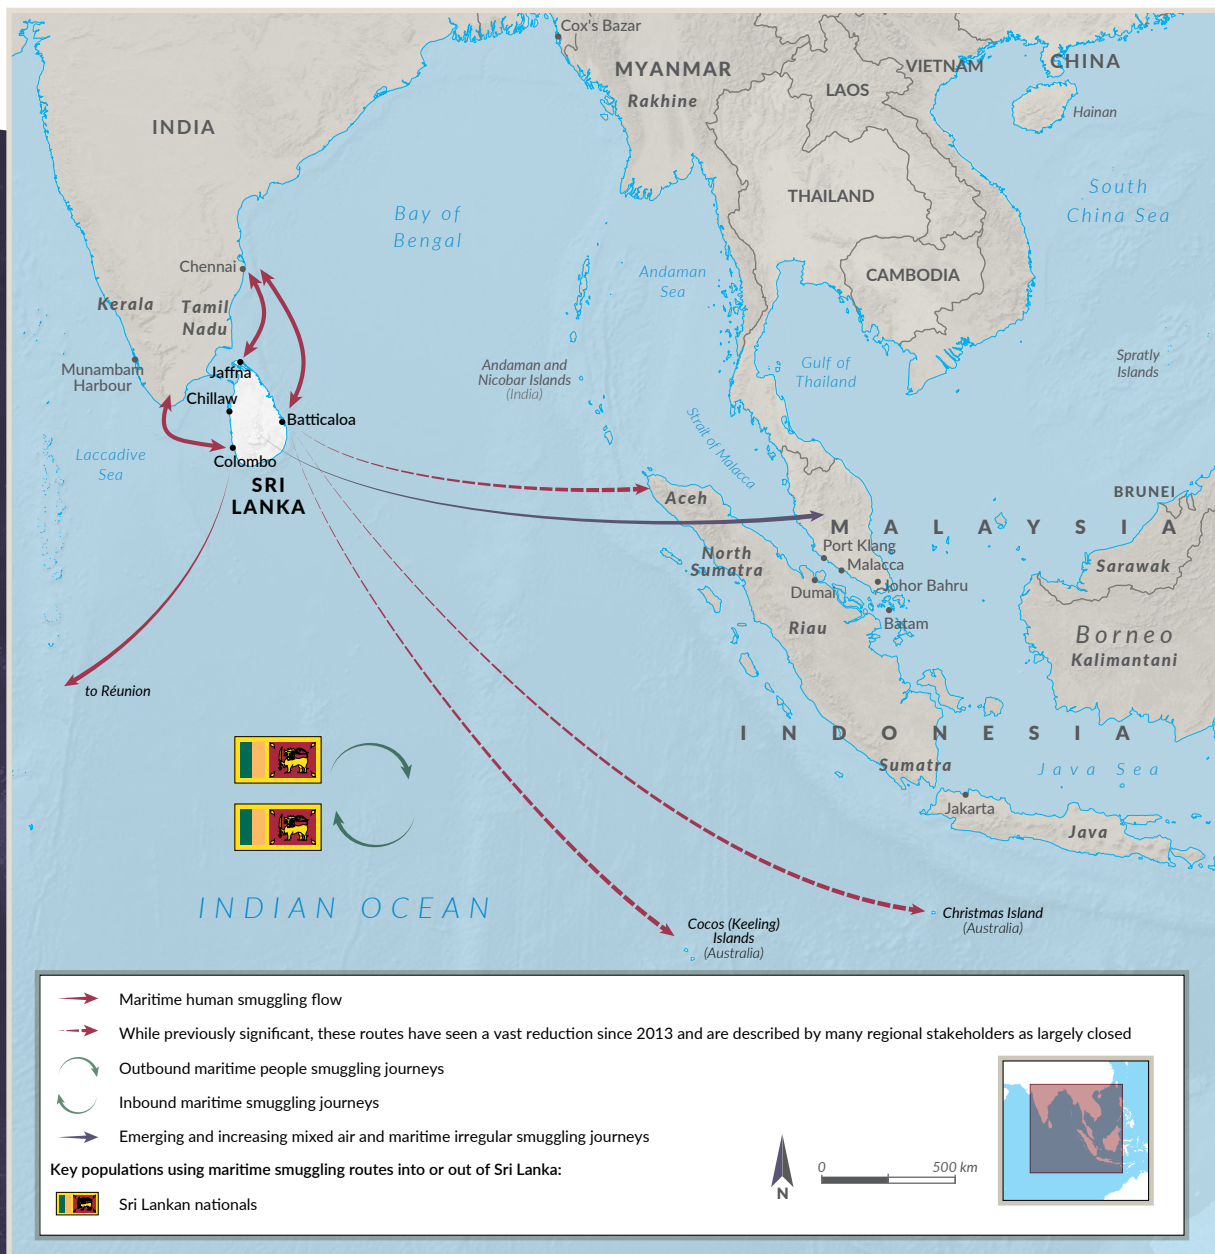 Cox's Bazar
MYANMAR
Rakhine
VIETNAM
CHINA
LAOS
Hainan
INDIA
THAILAND
South
China Sea
Bay of
Bengal
Chennai
Andaman
Sea
CAMBODIA
Kerala
Tamil
Nadu
Munambam
Harbour
Jaffna
Chillaw
Batticaloa
Andaman and
Nicobar Islands
(India)
Gulf of
Thailand
Spratly
Islands
Laccadive
Sea
Colombo
SRI
LANKA
Strait of Malacca
Aceh
BRUNEI
MALAYSIA
Port Klang
North
Sumatra
Malacca
Sarawak
Dumai
Johor Bahru
Batam
Riau
Borneo
Kalimantani
to Réunion
INDONESIA
Sumatra
Java Sea
Jakarta
Java
INDIAN OCEAN
Cocos (Keeling)
Islands
(Australia)
Christmas Island
(Australia)
Maritime human smuggling flow
While previously significant, these routes have seen a vast reduction since 2013 and are described by many regional stakeholders as largely closed
Outbound maritime people smuggling journeys
Inbound maritime smuggling journeys
Emerging and increasing mixed air and maritime irregular smuggling journeys
Key populations using maritime smuggling routes into or out of Sri Lanka:
Sri Lankan nationals
N
0 500 km